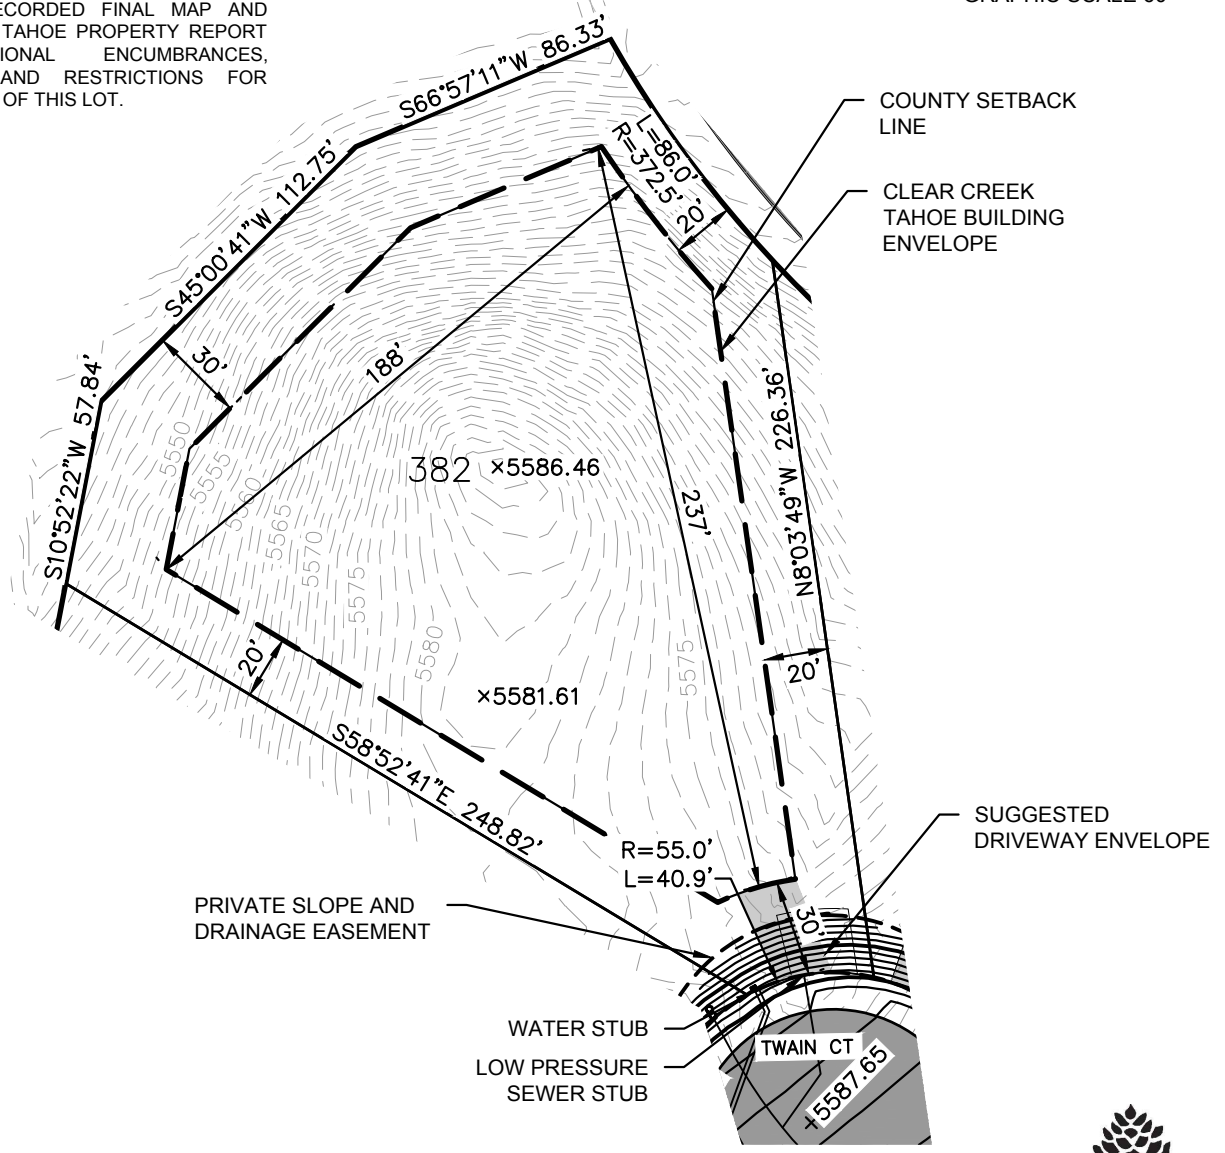 ECORDED FINAL MAP AND
TAHOE PROPERTY REPORT
IONAL ENCUMBRANCES,
AND RESTRICTIONS FOR
OF THIS LOT.
S66°57'11"W 86.33'
L=86.0'
R=372.5'
20'
COUNTY SETBACK
LINE
CLEAR CREEK
TAHOE BUILDING
ENVELOPE
S45°00'41"W 112.75'
30'
188'
S10°52'22"W 57.84'
5550
5555
5560
5565
5570
5575
5580
382 ×5586.46
237'
N8°03'49"W 226.36'
5575
20'
20'
×5581.61
S58°52'41"E 248.82'
R=55.0'
L=40.9'
30'
SUGGESTED
DRIVEWAY ENVELOPE
PRIVATE SLOPE AND
DRAINAGE EASEMENT
WATER STUB
LOW PRESSURE
SEWER STUB
TWAIN CT
+5587.65